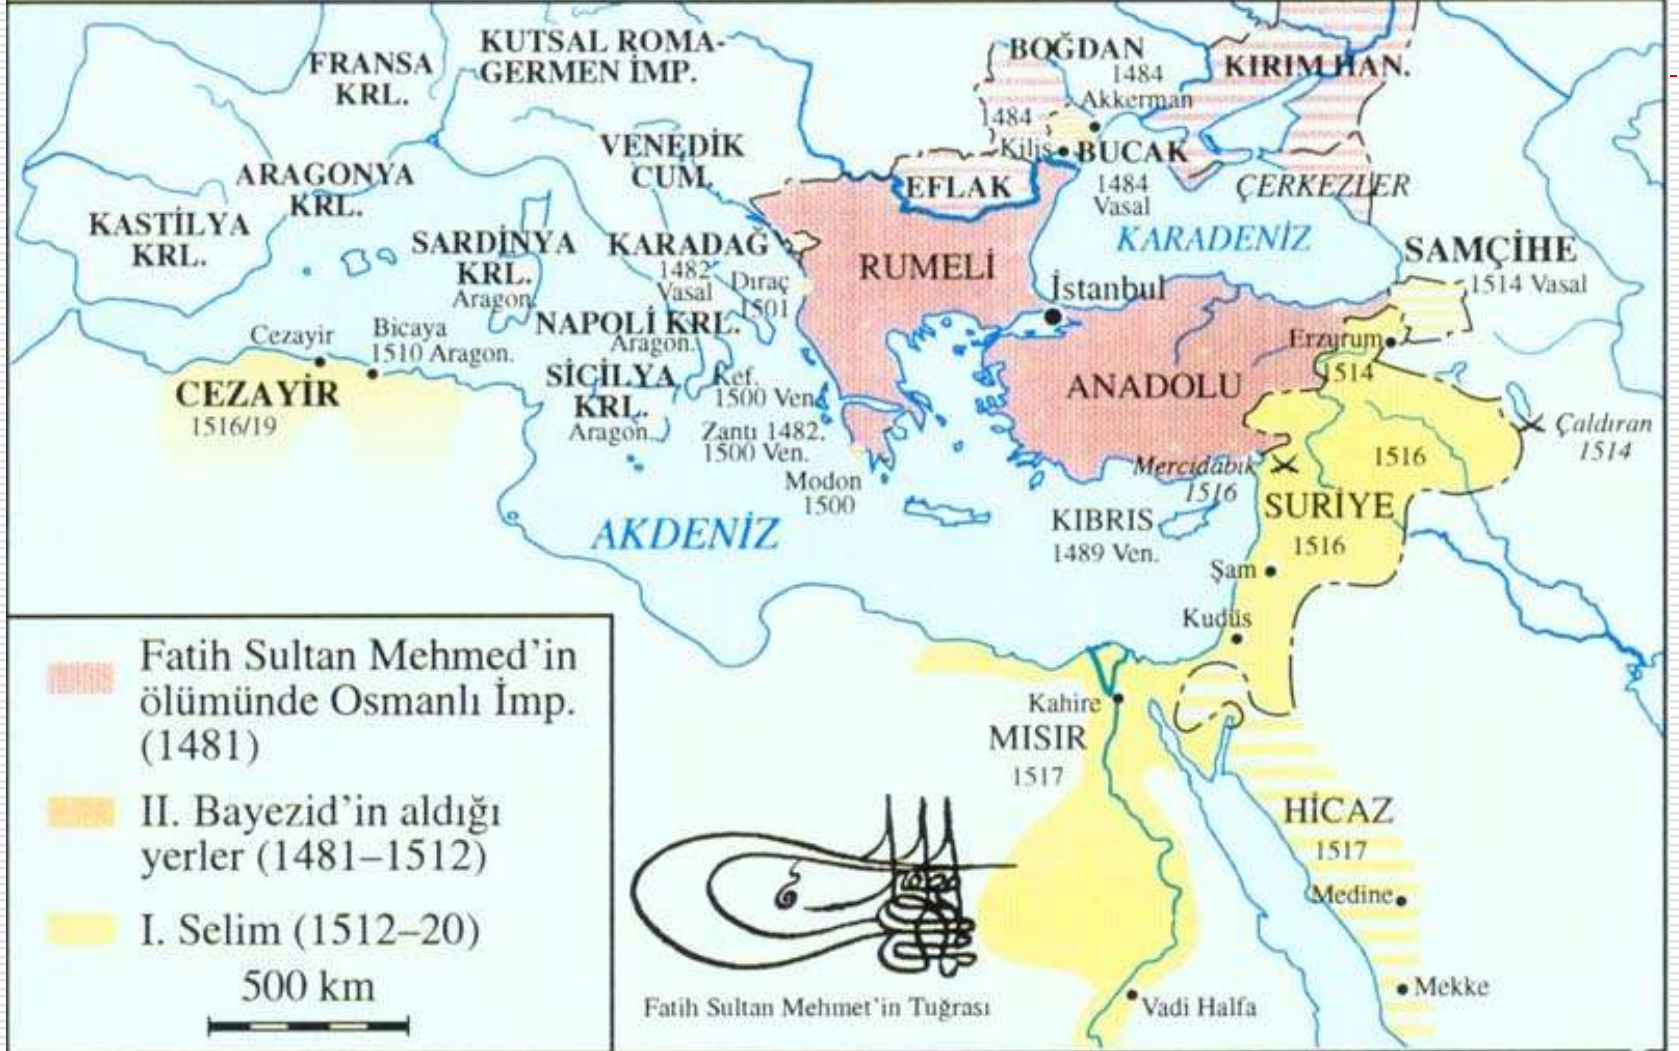 FRANSA
KRL.
KUTSAL ROMA-
GERMEN İMP.
BOĞDAN
1484
Akkerman
KIRIM HAN.
1484
Kilis
BUCAK
1484
Vasal
ÇERKEZLER
VENEDİK
CUM.
EFLAK
ARAGONYA
KRL.
KASTİLYA
KRL.
SARDİNYA
KRL.
Aragon.
KARADAĞ
1482
Vasal
Dıraç
1501
RUMELİ
KARADENİZ
SAMÇİHE
1514 Vasal
İstanbul
NAPOLİ KRL.
Aragon.
Cezayir
Bicaya
1510 Aragon.
CEZAYİR
1516/19
SİCİLYA
KRL.
Aragon.
Kef.
1500 Ven.
Zantı 1482,
1500 Ven.
Modon
1500
ANADOLU
Erzurum
1514
Çaldıran
1514
1516
Mercidabık
1516
SURİYE
1516
AKDENİZ
KIBRIS
1489 Ven.
Şam
Kudüs
Kahire
MISIR
1517
HİCAZ
1517
Medine
Mekke
Vadi Halfa
Fatih Sultan Mehmed'in
ölümünde Osmanlı İmp.
(1481)
II. Bayezid'in aldığı
yerler (1481–1512)
I. Selim (1512–20)
500 km
Fatih Sultan Mehmet'in Tuğrası